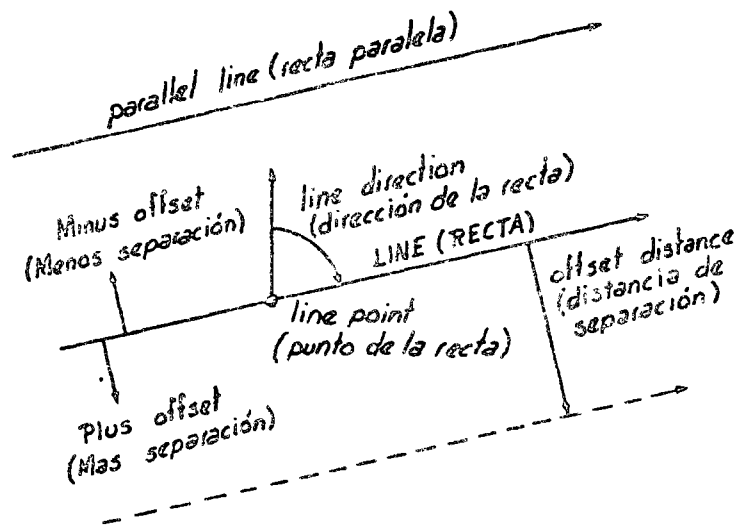 parallel line (recta paralela)
line direction
(dirección de la recta)
Minus offset
(Menos separación)
LINE (RECTA)
offset distance
(distancia de
separación)
line point
(punto de la recta)
Plus offset
(Mas separación)